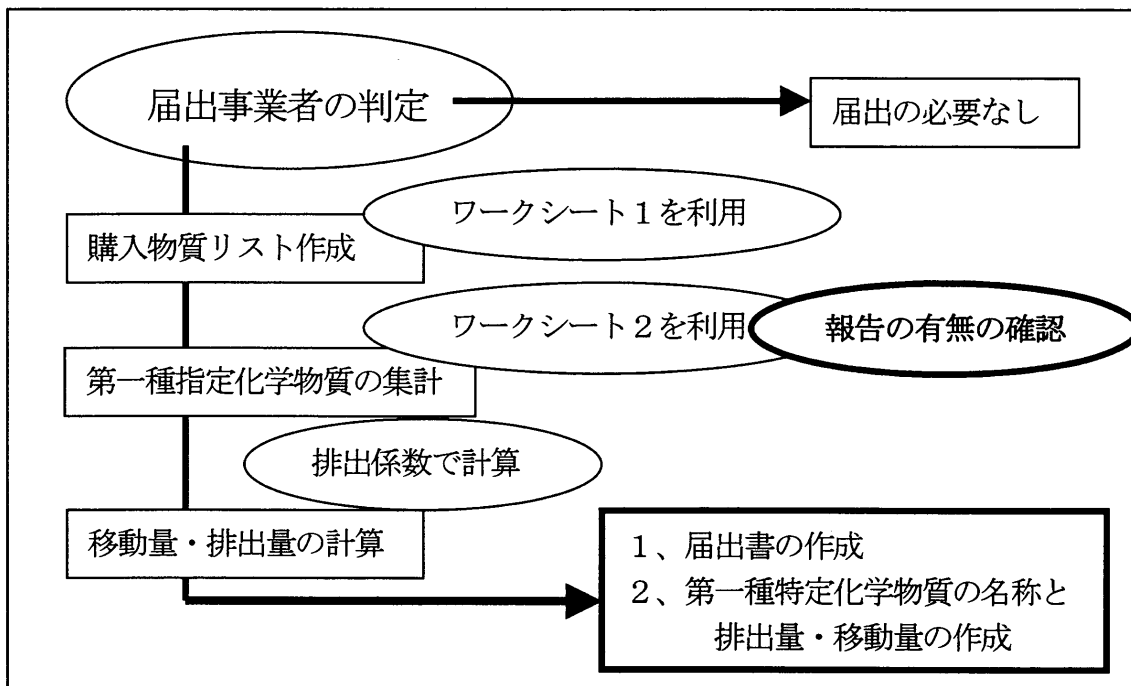 届出事業者の判定
届出の必要なし
ワークシート１を利用
購入物質リスト作成
ワークシート２を利用
報告の有無の確認
第一種指定化学物質の集計
排出係数で計算
移動量・排出量の計算
１、届出書の作成
２、第一種特定化学物質の名称と
排出量・移動量の作成